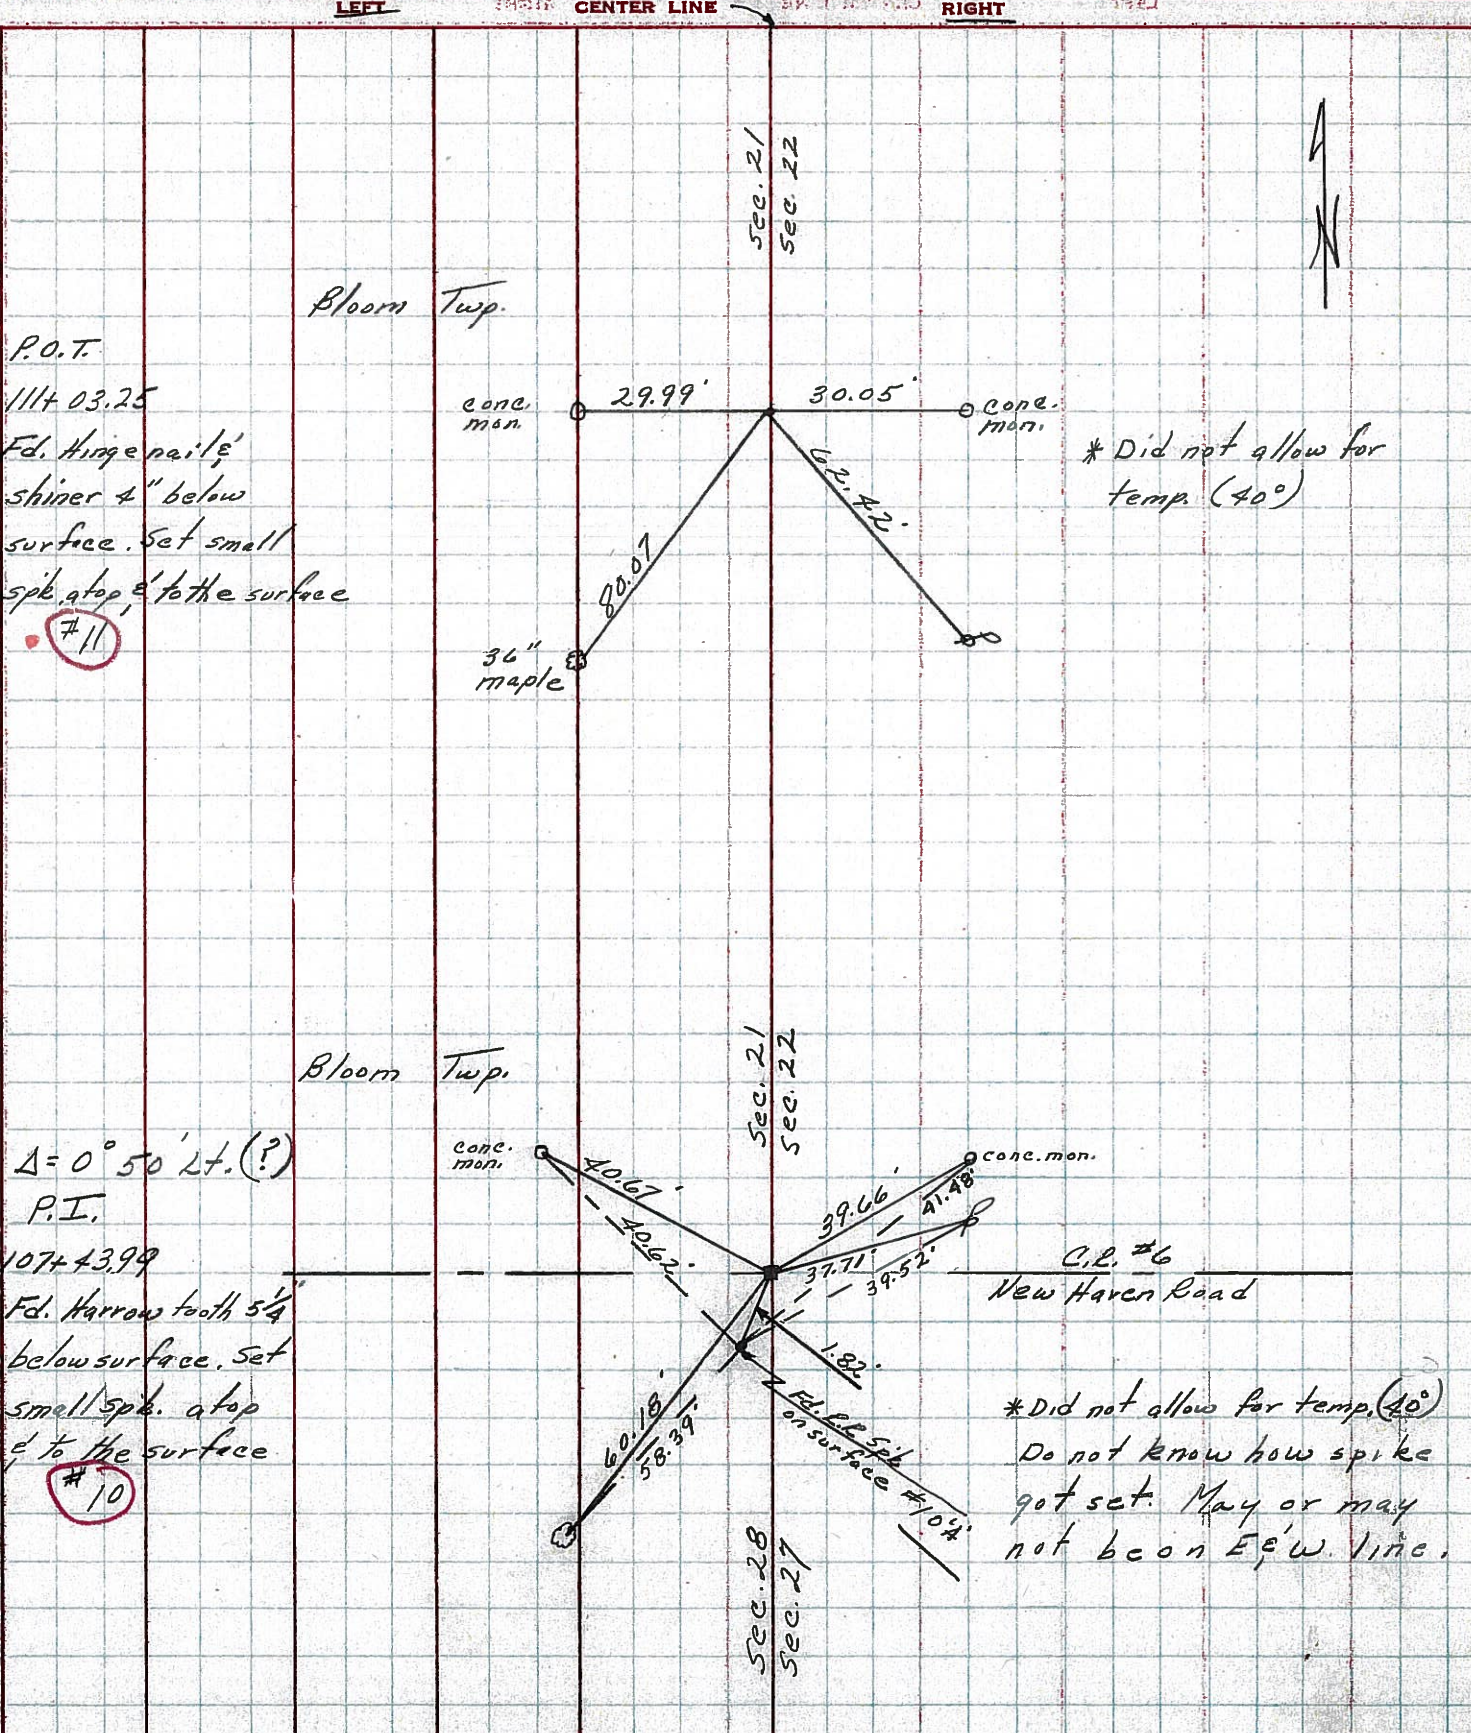 LEFT CENTER LINE RIGHT
Sec. 21
Sec. 22
N
Bloom Twp.
P.O.T.
111+03.25
Fd. Hinge nail &
shiner 4" below
surface. Set small
spk. atop & to the surface
#11
conc.
mon.
29.99'
30.05'
conc.
mon.
62.42'
80.07
36"
maple
* Did not allow for
temp. (40°)
Bloom Twp.
Sec. 21
Sec. 22
Δ= 0° 50' Lt. (?)
P.I.
107+43.99
Fd. Harrow tooth 5¼"
below surface. Set
small spk. atop
& to the surface
#10
conc.
mon.
40.67'
40.62'
conc. mon.
39.66'
41.48'
37.71'
39.52'
C.R. #6
New Haven Road
1.82'
Fd. R.R. Spk.
on surface #10A
60.18'
58.39'
* Did not allow for temp. (40°)
Do not know how spike
got set. May or may
not be on E & W. line.
Sec. 28
Sec. 27